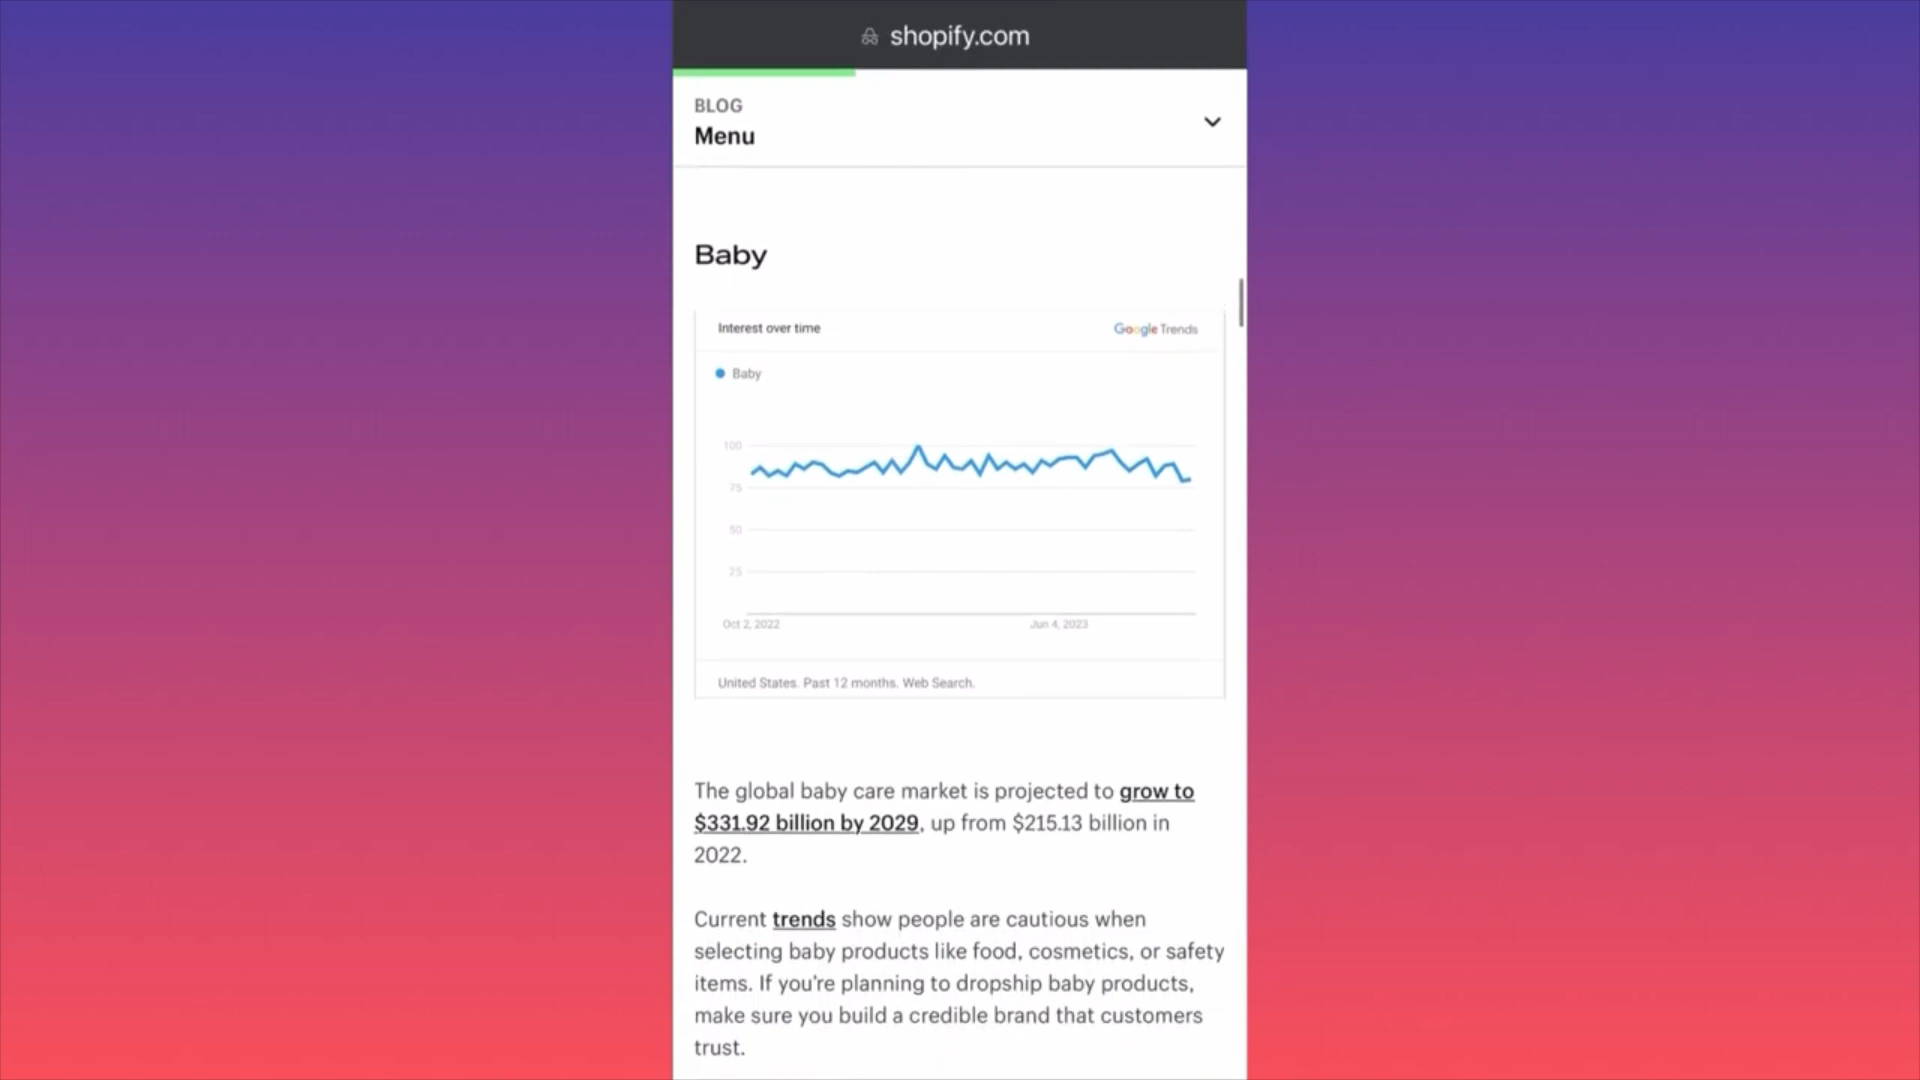 shopify.com
BLOG
Menu
Baby
Interest over time
Google Trends
Baby
100
75
50
25
Oct 2, 2022
Jun 4, 2023
United States. Past 12 months. Web Search.
The global baby care market is projected to grow to
$331.92 billion by 2029, up from $215.13 billion in
2022.
Current trends show people are cautious when
selecting baby products like food, cosmetics, or safety
items. If you’re planning to dropship baby products,
make sure you build a credible brand that customers
trust.